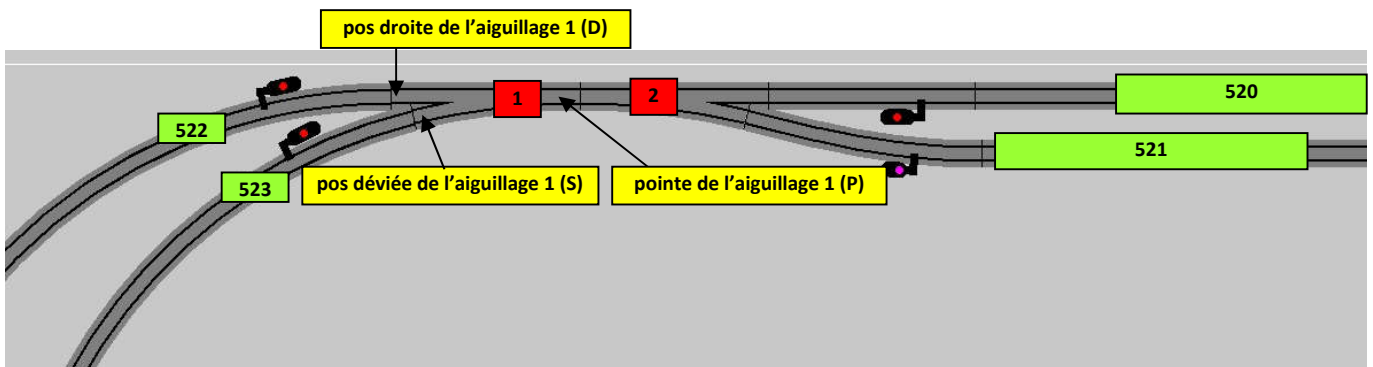 pos droite de l’aiguillage 1 (D)
1
2
520
522
521
523
pos déviée de l’aiguillage 1 (S)
pointe de l’aiguillage 1 (P)